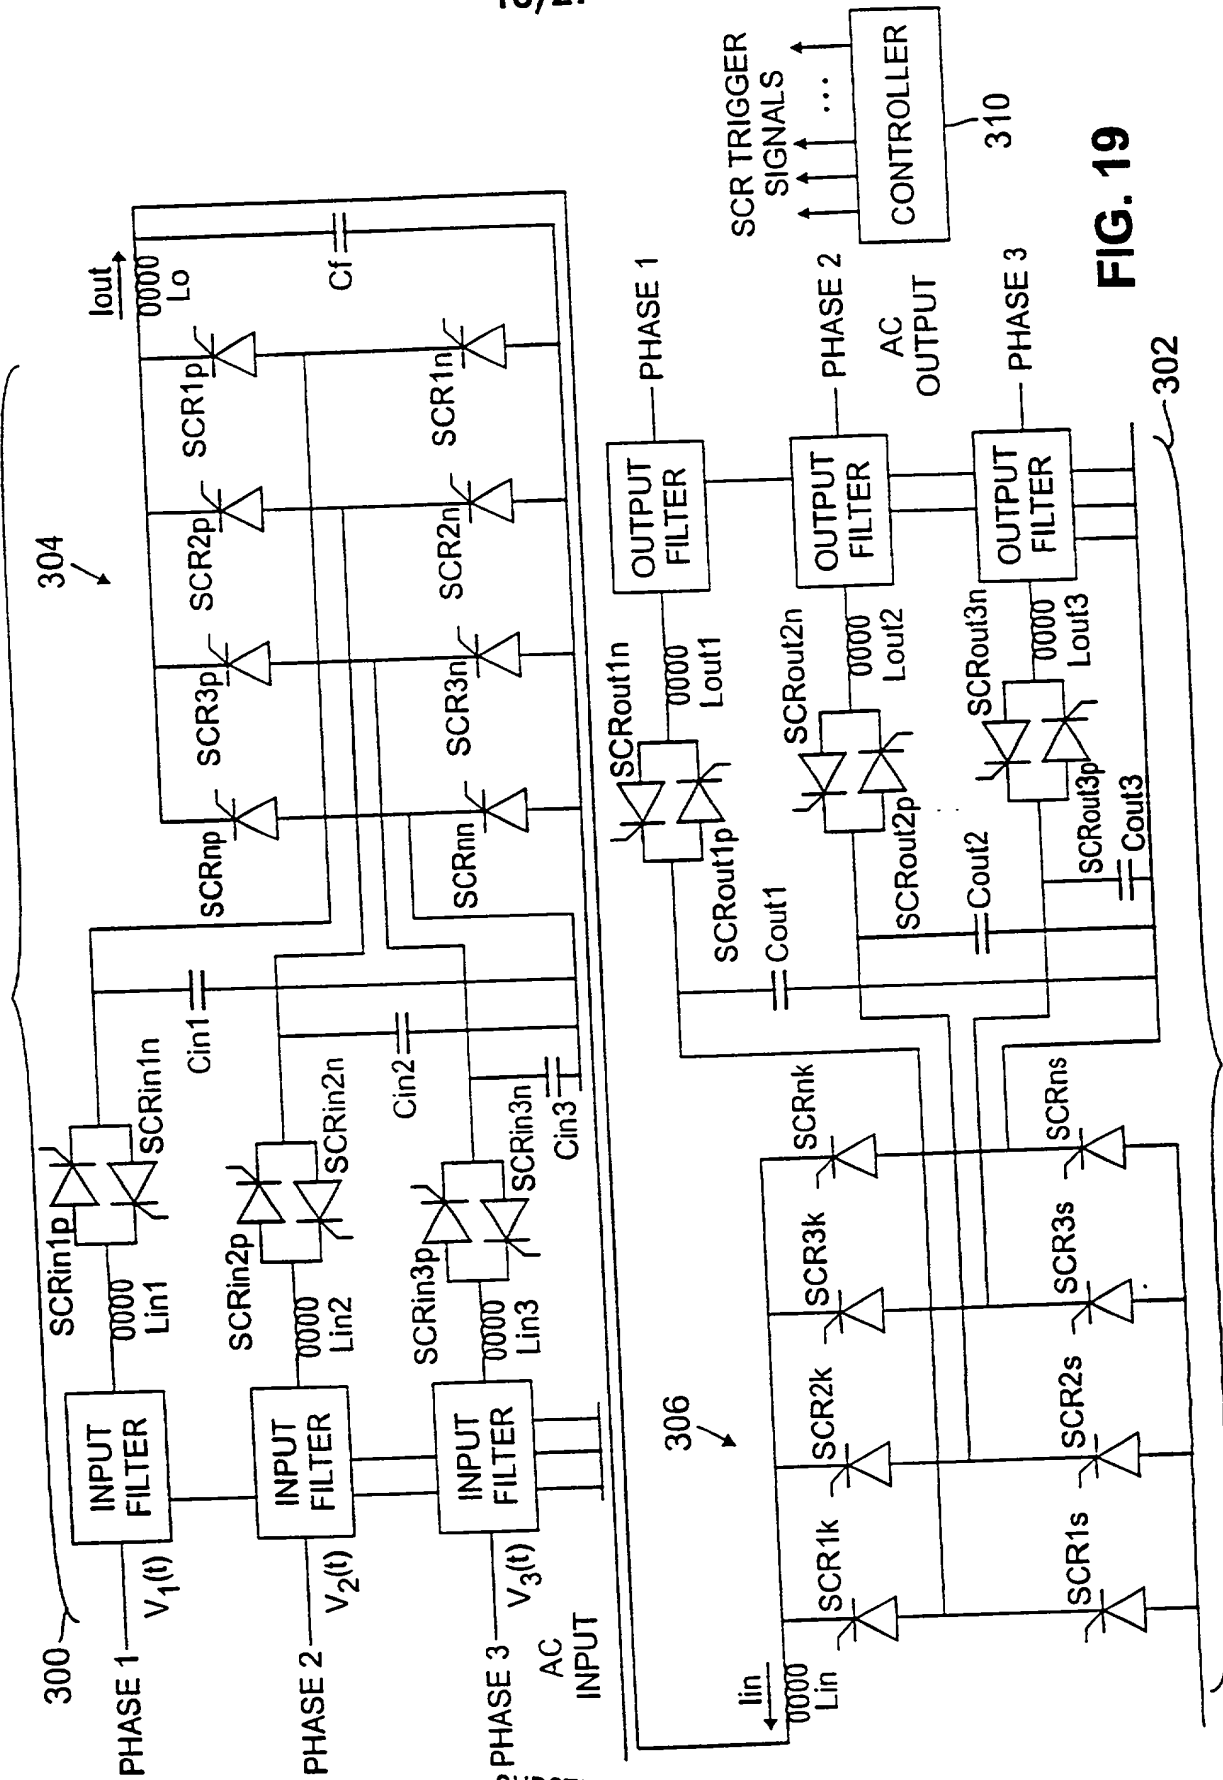 300
304
PHASE 1
V1(t)
INPUT
FILTER
Lin1
SCRin1p
SCRin1n
Cin1
PHASE 2
V2(t)
INPUT
FILTER
Lin2
SCRin2p
SCRin2n
Cin2
PHASE 3
V3(t)
INPUT
FILTER
Lin3
SCRin3p
SCRin3n
Cin3
AC
INPUT
SCRnp
SCR3p
SCR2p
SCR1p
SCRnn
SCR3n
SCR2n
SCR1n
Iout
Lo
Cf
306
Iin
Lin
SCR1k
SCR2k
SCR3k
SCRnk
SCR1s
SCR2s
SCR3s
SCRns
Cout1
SCRout1p
SCRout1n
Lout1
OUTPUT
FILTER
PHASE 1
Cout2
SCRout2p
SCRout2n
Lout2
OUTPUT
FILTER
PHASE 2
Cout3
SCRout3p
SCRout3n
Lout3
OUTPUT
FILTER
PHASE 3
AC
OUTPUT
302
SCR TRIGGER
SIGNALS
...
CONTROLLER
310
FIG. 19